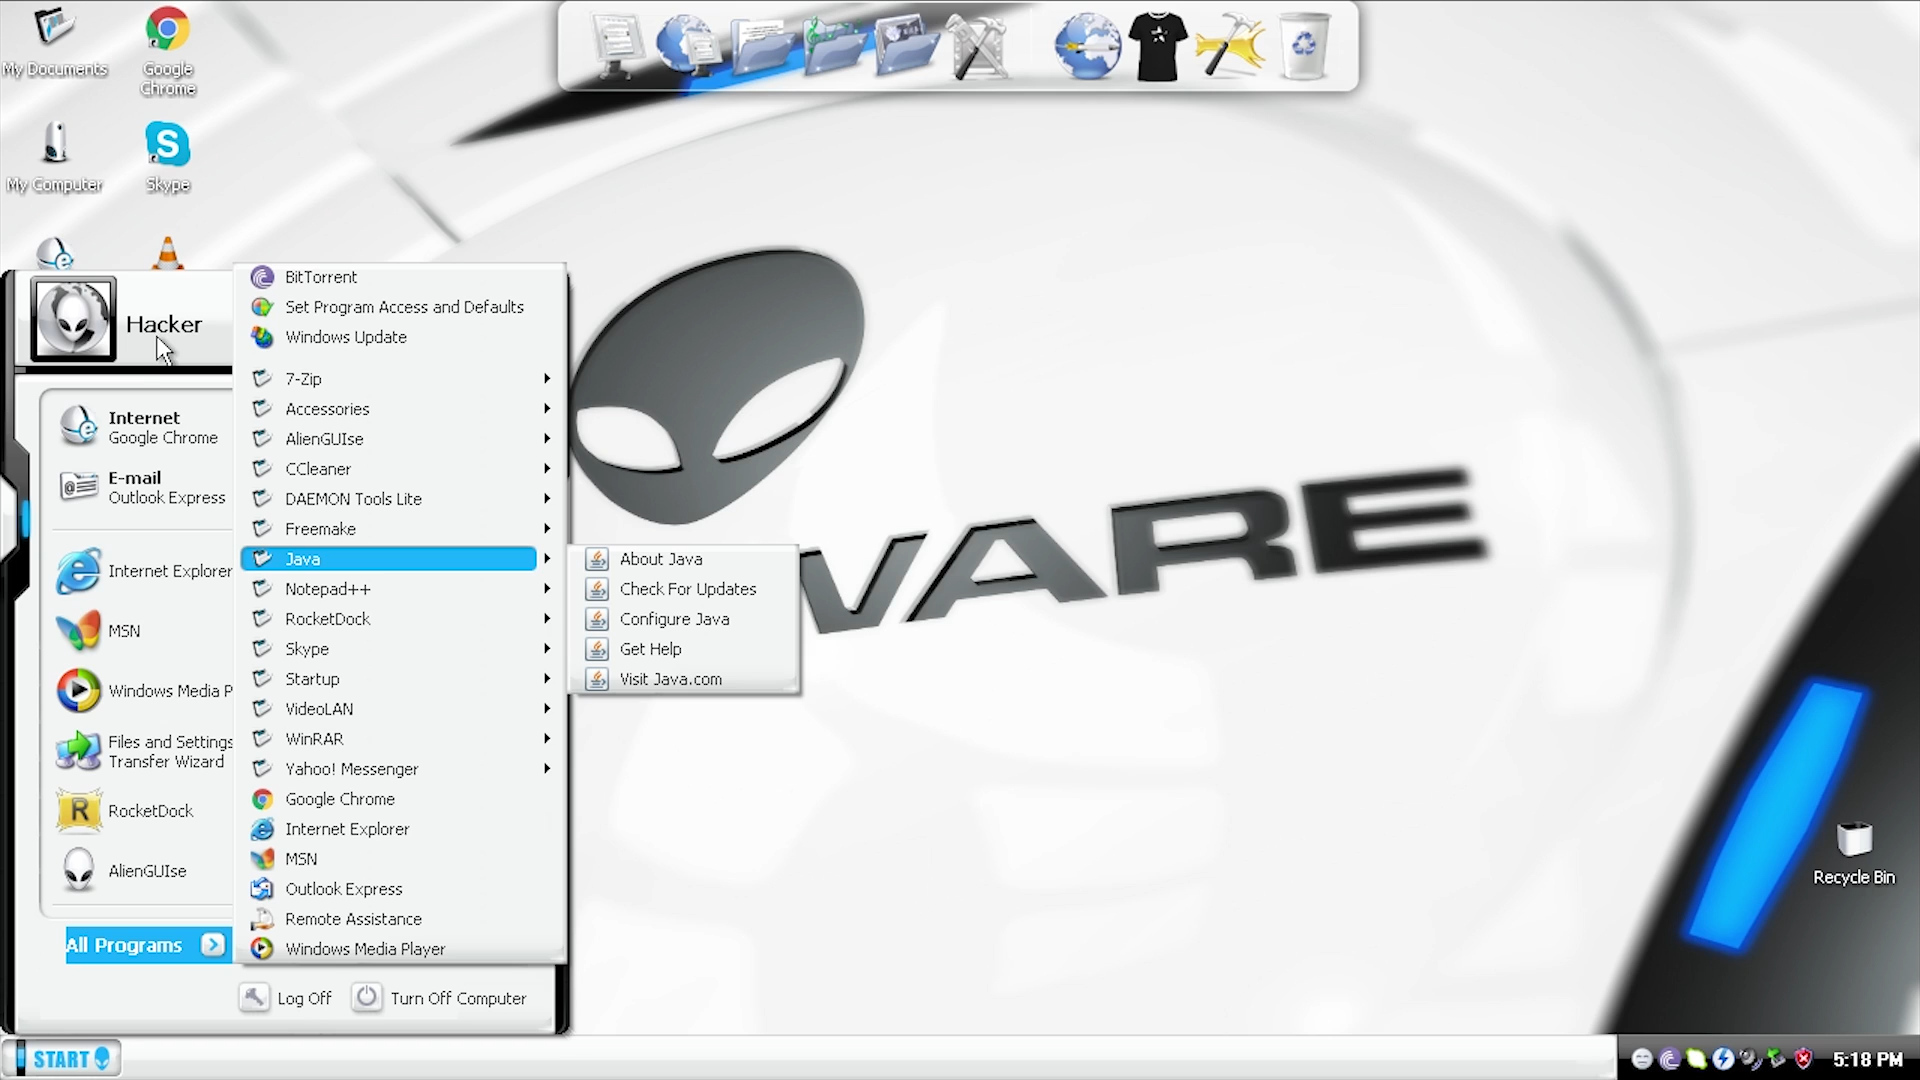 My Documents
Google
Chrome
My Computer
Skype
Hacker
Internet
Google Chrome
E-mail
Outlook Express
Internet Explorer
MSN
Windows Media P
Files and Settings
Transfer Wizard
RocketDock
AlienGUIse
All Programs
BitTorrent
Set Program Access and Defaults
Windows Update
7-Zip
Accessories
AlienGUIse
CCleaner
DAEMON Tools Lite
Freemake
Java
Notepad++
RocketDock
Skype
Startup
VideoLAN
WinRAR
Yahoo! Messenger
Google Chrome
Internet Explorer
MSN
Outlook Express
Remote Assistance
Windows Media Player
About Java
Check For Updates
Configure Java
Get Help
Visit Java.com
WARE
Recycle Bin
Log Off
Turn Off Computer
START
5:18 PM